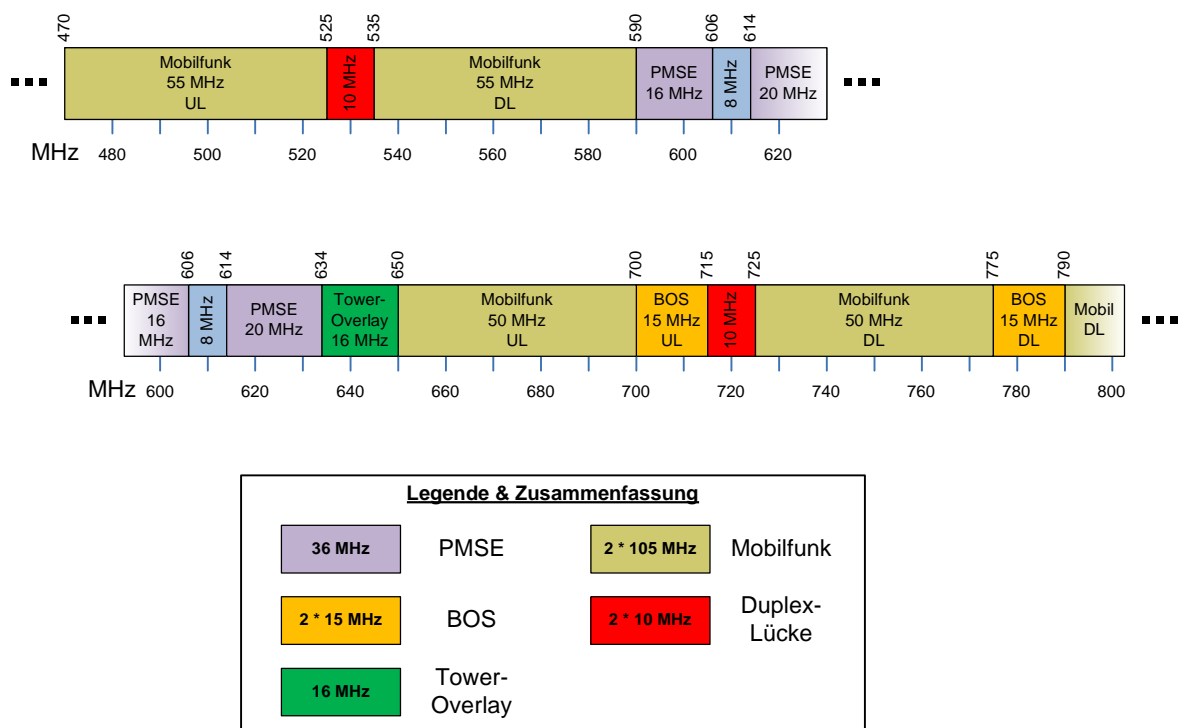 470
525
535
590
606
614
Mobilfunk
55 MHz
UL
10 MHz
Mobilfunk
55 MHz
DL
PMSE
16 MHz
8 MHz
PMSE
20 MHz
MHz
480
500
520
540
560
580
600
620
606
614
634
650
700
715
725
775
790
PMSE
16
MHz
8 MHz
PMSE
20 MHz
Tower-
Overlay
16 MHz
Mobilfunk
50 MHz
UL
BOS
15 MHz
UL
10 MHz
Mobilfunk
50 MHz
DL
BOS
15 MHz
DL
Mobil
DL
MHz
600
620
640
660
680
700
720
740
760
780
800
Legende & Zusammenfassung
36 MHz
PMSE
2 * 105 MHz
Mobilfunk
2 * 15 MHz
BOS
2 * 10 MHz
Duplex-
Lücke
16 MHz
Tower-
Overlay